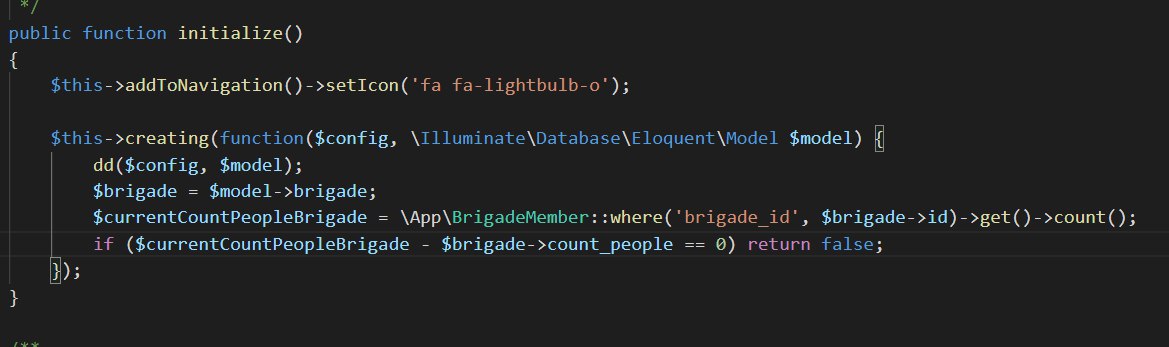 */
public function initialize()
{
    $this->addToNavigation()->setIcon('fa fa-lightbulb-o');
    $this->creating(function($config, \Illuminate\Database\Eloquent\Model $model) {
        dd($config, $model);
        $brigade = $model->brigade;
        $currentCountPeopleBrigade = \App\BrigadeMember::where('brigade_id', $brigade->id)->get()->count();
        if ($currentCountPeopleBrigade - $brigade->count_people == 0) return false;
    });
}
/**